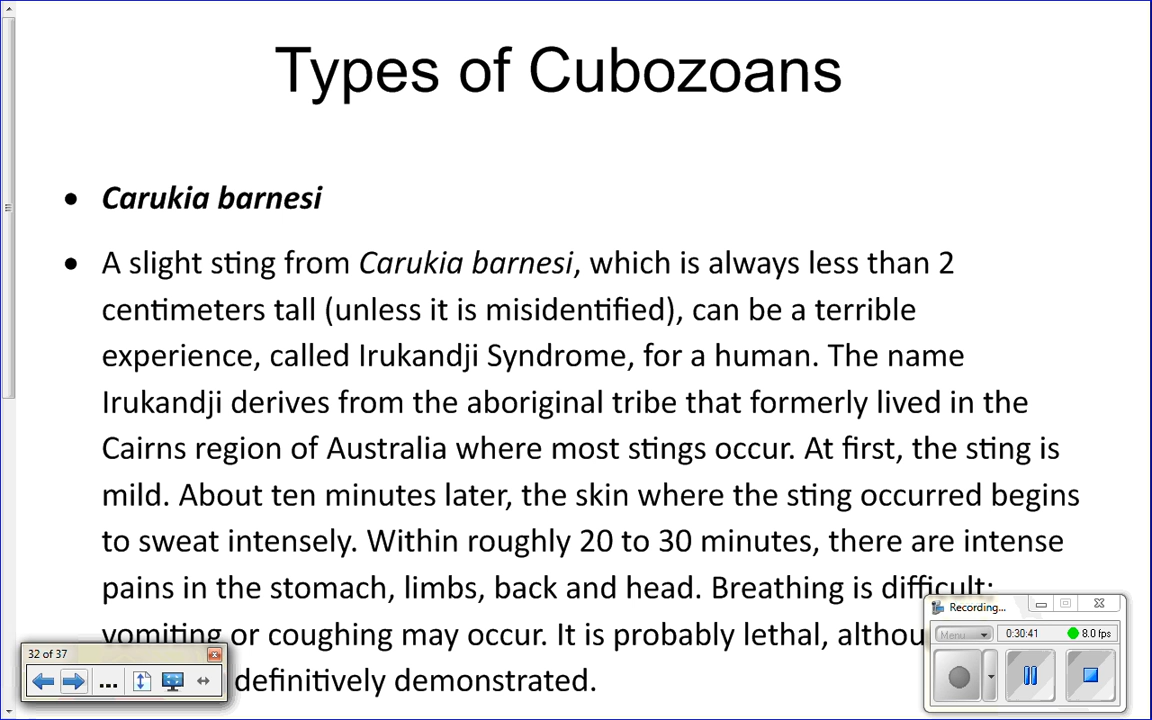 Types of Cubozoans
• Carukia barnesi
• A slight sting from Carukia barnesi, which is always less than 2
centimeters tall (unless it is misidentified), can be a terrible
experience, called Irukandji Syndrome, for a human. The name
Irukandji derives from the aboriginal tribe that formerly lived in the
Cairns region of Australia where most stings occur. At first, the sting is
mild. About ten minutes later, the skin where the sting occurred begins
to sweat intensely. Within roughly 20 to 30 minutes, there are intense
pains in the stomach, limbs, back and head. Breathing is difficult;
vomiting or coughing may occur. It is probably lethal,
definitively demonstrated.
32 of 37
...
Recording...
Menu
0:30:41
8.0 fps